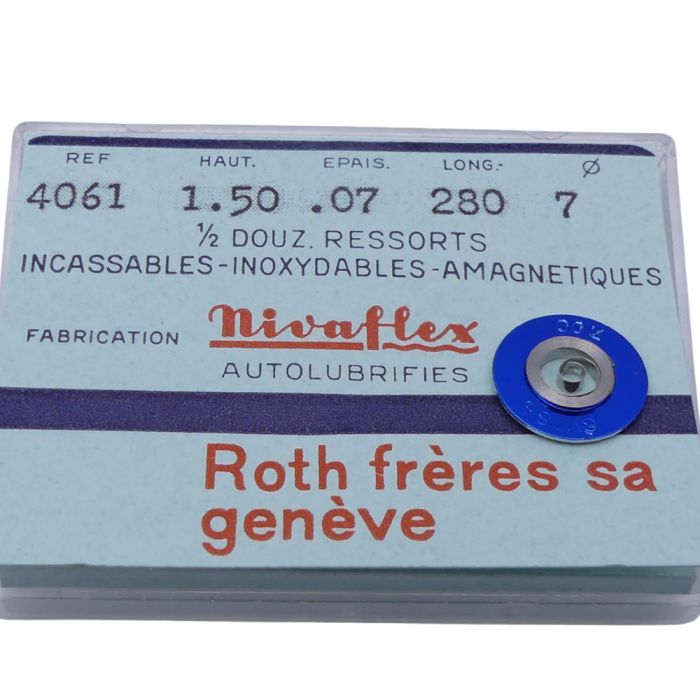 REF HAUT. EPAIS. LONG.- Ø
4061 1.50 .07 280 7
½ DOUZ. RESSORTS
INCASSABLES-INOXYDABLES-AMAGNETIQUES
FABRICATION nivaflex
AUTOLUBRIFIES
SWISS
Roth frères sa
genève